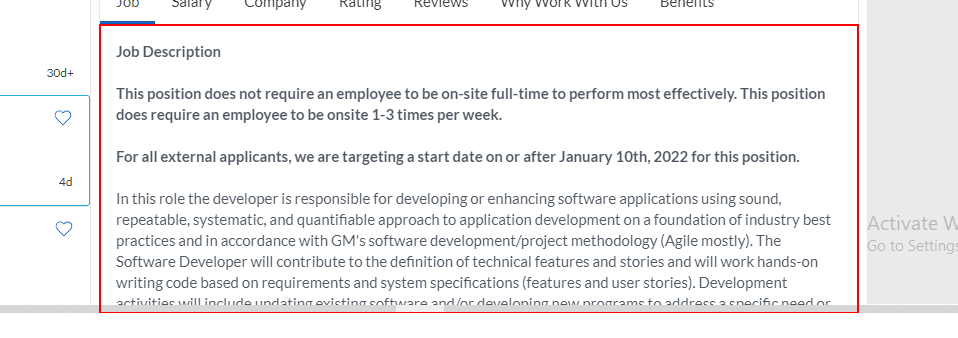 Job Salary Company Rating Reviews Why Work With Us Benefits
Job Description
30d+
This position does not require an employee to be on-site full-time to perform most effectively. This position
does require an employee to be onsite 1-3 times per week.
For all external applicants, we are targeting a start date on or after January 10th, 2022 for this position.
4d
In this role the developer is responsible for developing or enhancing software applications using sound,
repeatable, systematic, and quantifiable approach to application development on a foundation of industry best
practices and in accordance with GM's software development/project methodology (Agile mostly). The
Software Developer will contribute to the definition of technical features and stories and will work hands-on
writing code based on requirements and system specifications (features and user stories). Development
activities will include updating existing software and/or developing new programs to address a specific need or
Activate W
Go to Settings